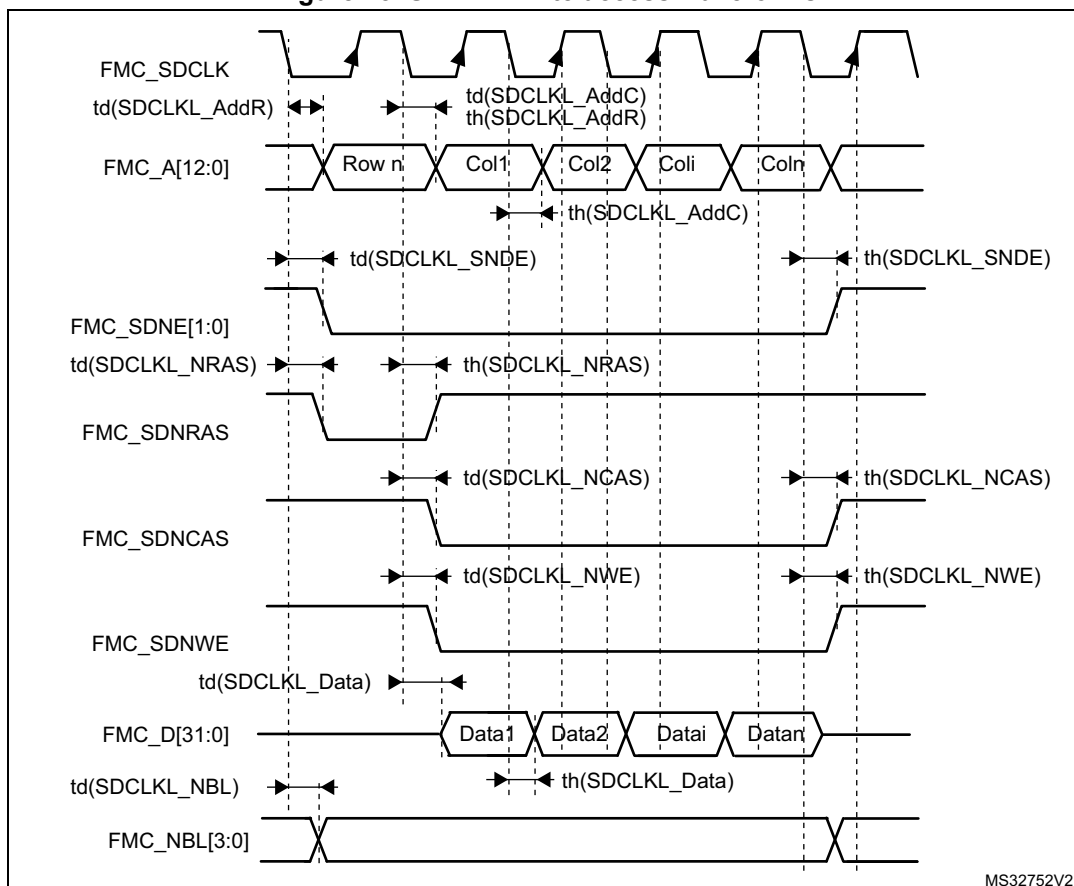 FMC_SDCLK
td(SDCLKL_AddR)
td(SDCLKL_AddC)
th(SDCLKL_AddR)
FMC_A[12:0]
Row n
Col1
Col2
Coli
Coln
th(SDCLKL_AddC)
td(SDCLKL_SNDE)
th(SDCLKL_SNDE)
FMC_SDNE[1:0]
td(SDCLKL_NRAS)
th(SDCLKL_NRAS)
FMC_SDNRAS
td(SDCLKL_NCAS)
th(SDCLKL_NCAS)
FMC_SDNCAS
td(SDCLKL_NWE)
th(SDCLKL_NWE)
FMC_SDNWE
td(SDCLKL_Data)
FMC_D[31:0]
Data1
Data2
Datai
Datan
td(SDCLKL_NBL)
th(SDCLKL_Data)
FMC_NBL[3:0]
MS32752V2